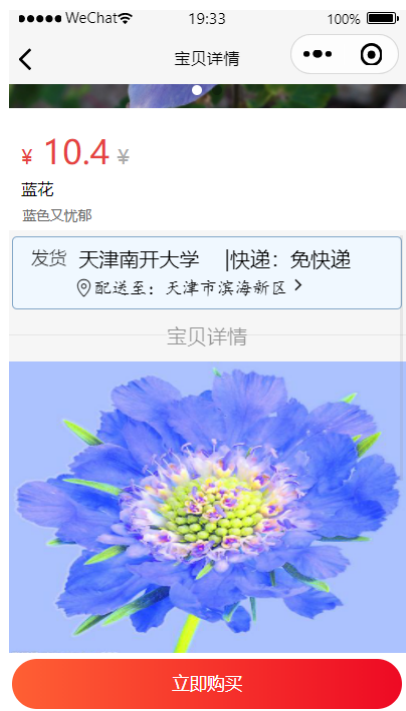 WeChat 19:33 100%
宝贝详情
¥ 10.4 ¥
蓝花
蓝色又忧郁
发货 天津南开大学 |快递：免快递
配送至：天津市滨海新区 >
宝贝详情
立即购买